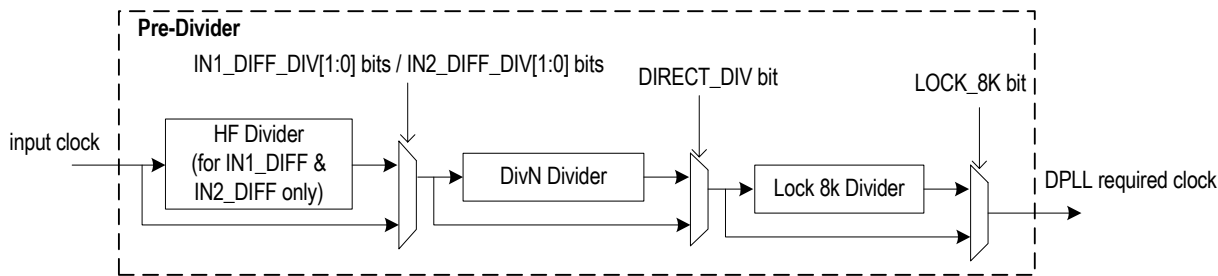 Pre-Divider
IN1_DIFF_DIV[1:0] bits / IN2_DIFF_DIV[1:0] bits
DIRECT_DIV bit
LOCK_8K bit
input clock
HF Divider
(for IN1_DIFF &
IN2_DIFF only)
DivN Divider
Lock 8k Divider
DPLL required clock